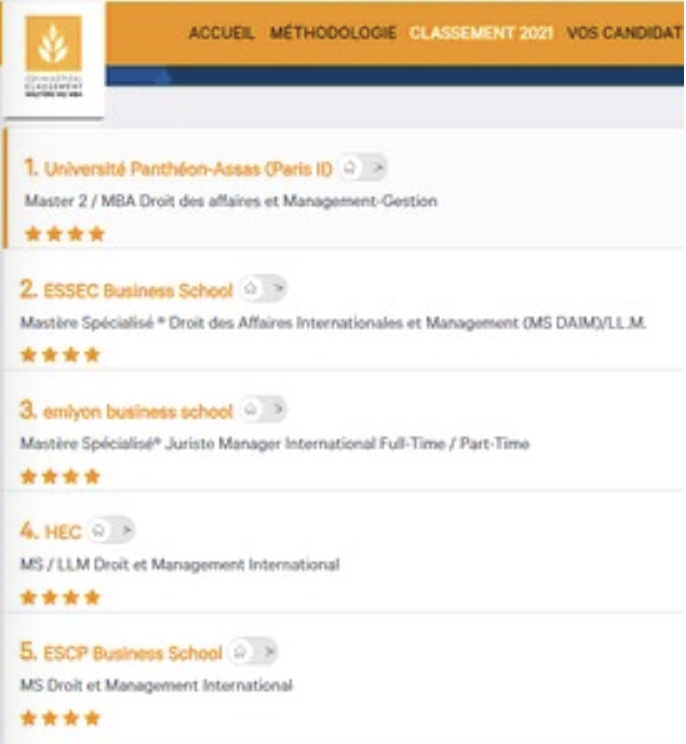 ACCUEIL MÉTHODOLOGIE CLASSEMENT 2021 VOS CANDIDAT
CLASSEMENT
1. Université Panthéon-Assas (Paris II)
Master 2 / MBA Droit des affaires et Management-Gestion
2. ESSEC Business School
Mastère Spécialisé ® Droit des Affaires Internationales et Management (MS DAIM)/LL.M.
3. emlyon business school
Mastère Spécialisé® Juriste Manager International Full-Time / Part-Time
4. HEC
MS / LLM Droit et Management International
5. ESCP Business School
MS Droit et Management International